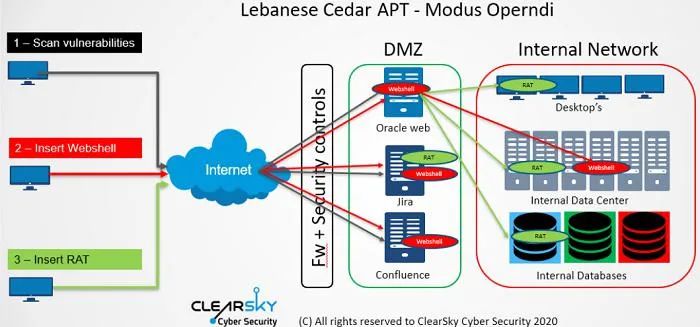 Lebanese Cedar APT - Modus Operndi
1 – Scan vulnerabilities
2 – Insert Webshell
3 – Insert RAT
Internet
Fw + Security controls
DMZ
Webshell
Oracle web
RAT
Webshell
Jira
Webshell
Confluence
Internal Network
RAT
Desktop's
RAT
Webshell
Internal Data Center
RAT
Internal Databases
CLEARSKY
Cyber Security
(C) All rights reserved to ClearSky Cyber Security 2020